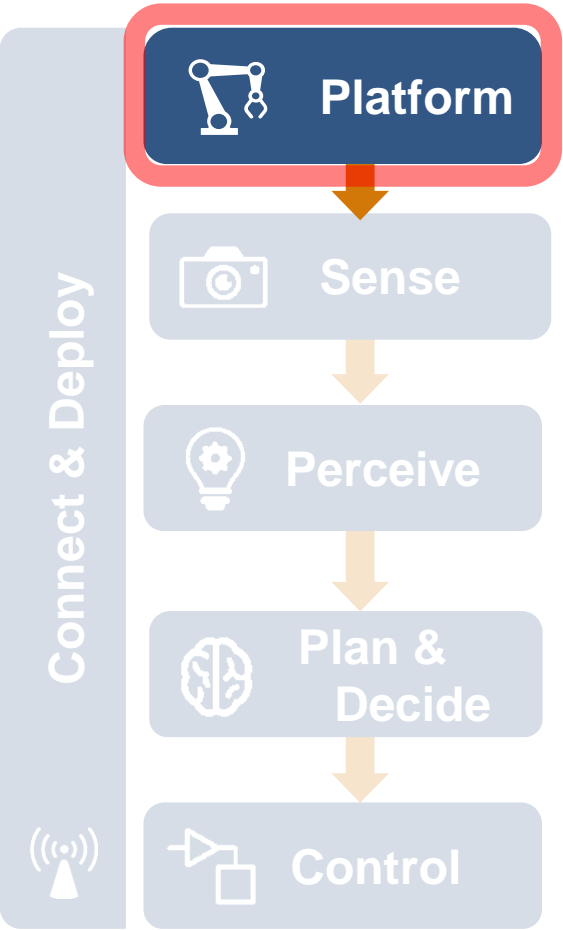 Platform
Sense
Perceive
Plan &
Decide
Control
Connect & Deploy